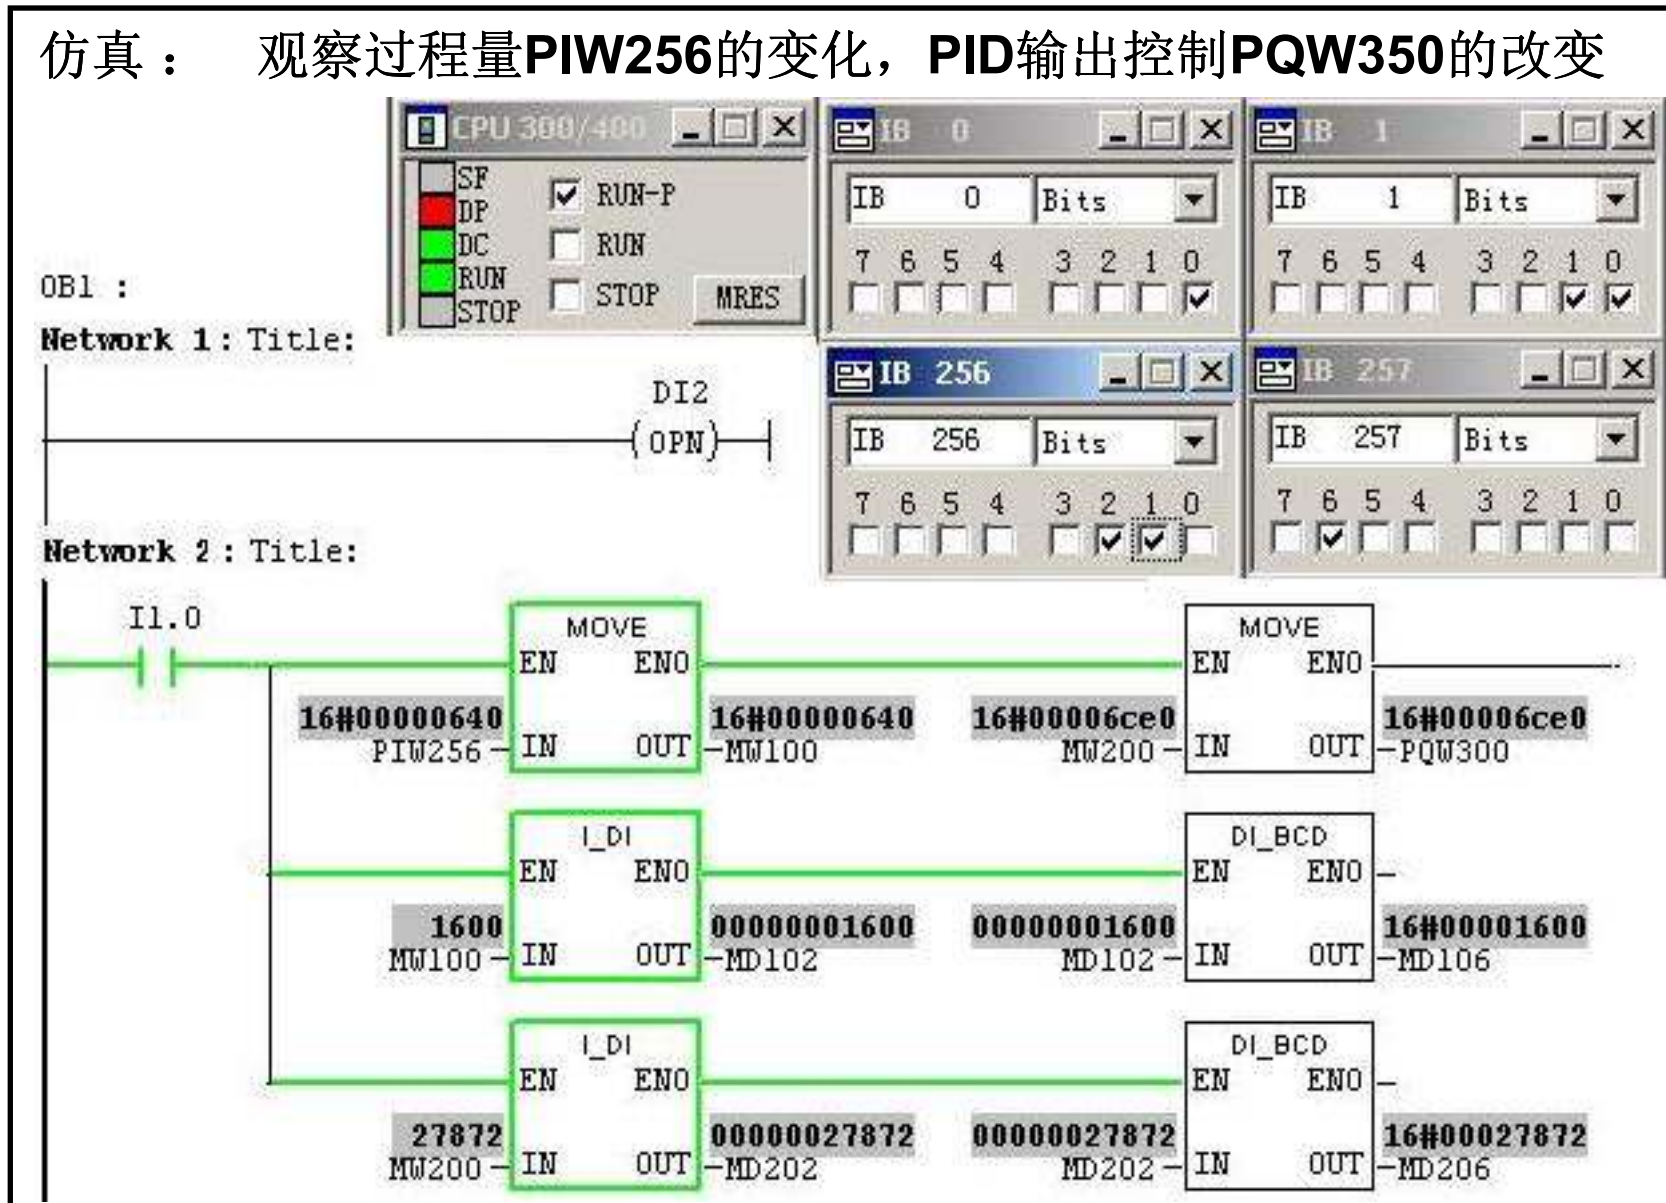 仿真： 观察过程量PIW256的变化，PID输出控制PQW350的改变
CPU 300/400
SF
DP
DC
RUN
STOP
RUN-P
RUN
STOP
MRES
IB 0
IB 0 Bits
7 6 5 4 3 2 1 0
IB 1
IB 1 Bits
7 6 5 4 3 2 1 0
IB 256
IB 256 Bits
7 6 5 4 3 2 1 0
IB 257
IB 257 Bits
7 6 5 4 3 2 1 0
OB1 :
Network 1: Title:
DI2
(OPN)
Network 2: Title:
I1.0
MOVE
EN ENO
16#00000640
PIW256
IN OUT
16#00000640
MW100
MOVE
EN ENO
16#00006ce0
MW200
IN OUT
16#00006ce0
PQW300
I_DI
EN ENO
1600
MW100
IN OUT
00000001600
MD102
DI_BCD
EN ENO
00000001600
MD102
IN OUT
16#00001600
MD106
I_DI
EN ENO
27872
MW200
IN OUT
00000027872
MD202
DI_BCD
EN ENO
00000027872
MD202
IN OUT
16#00027872
MD206